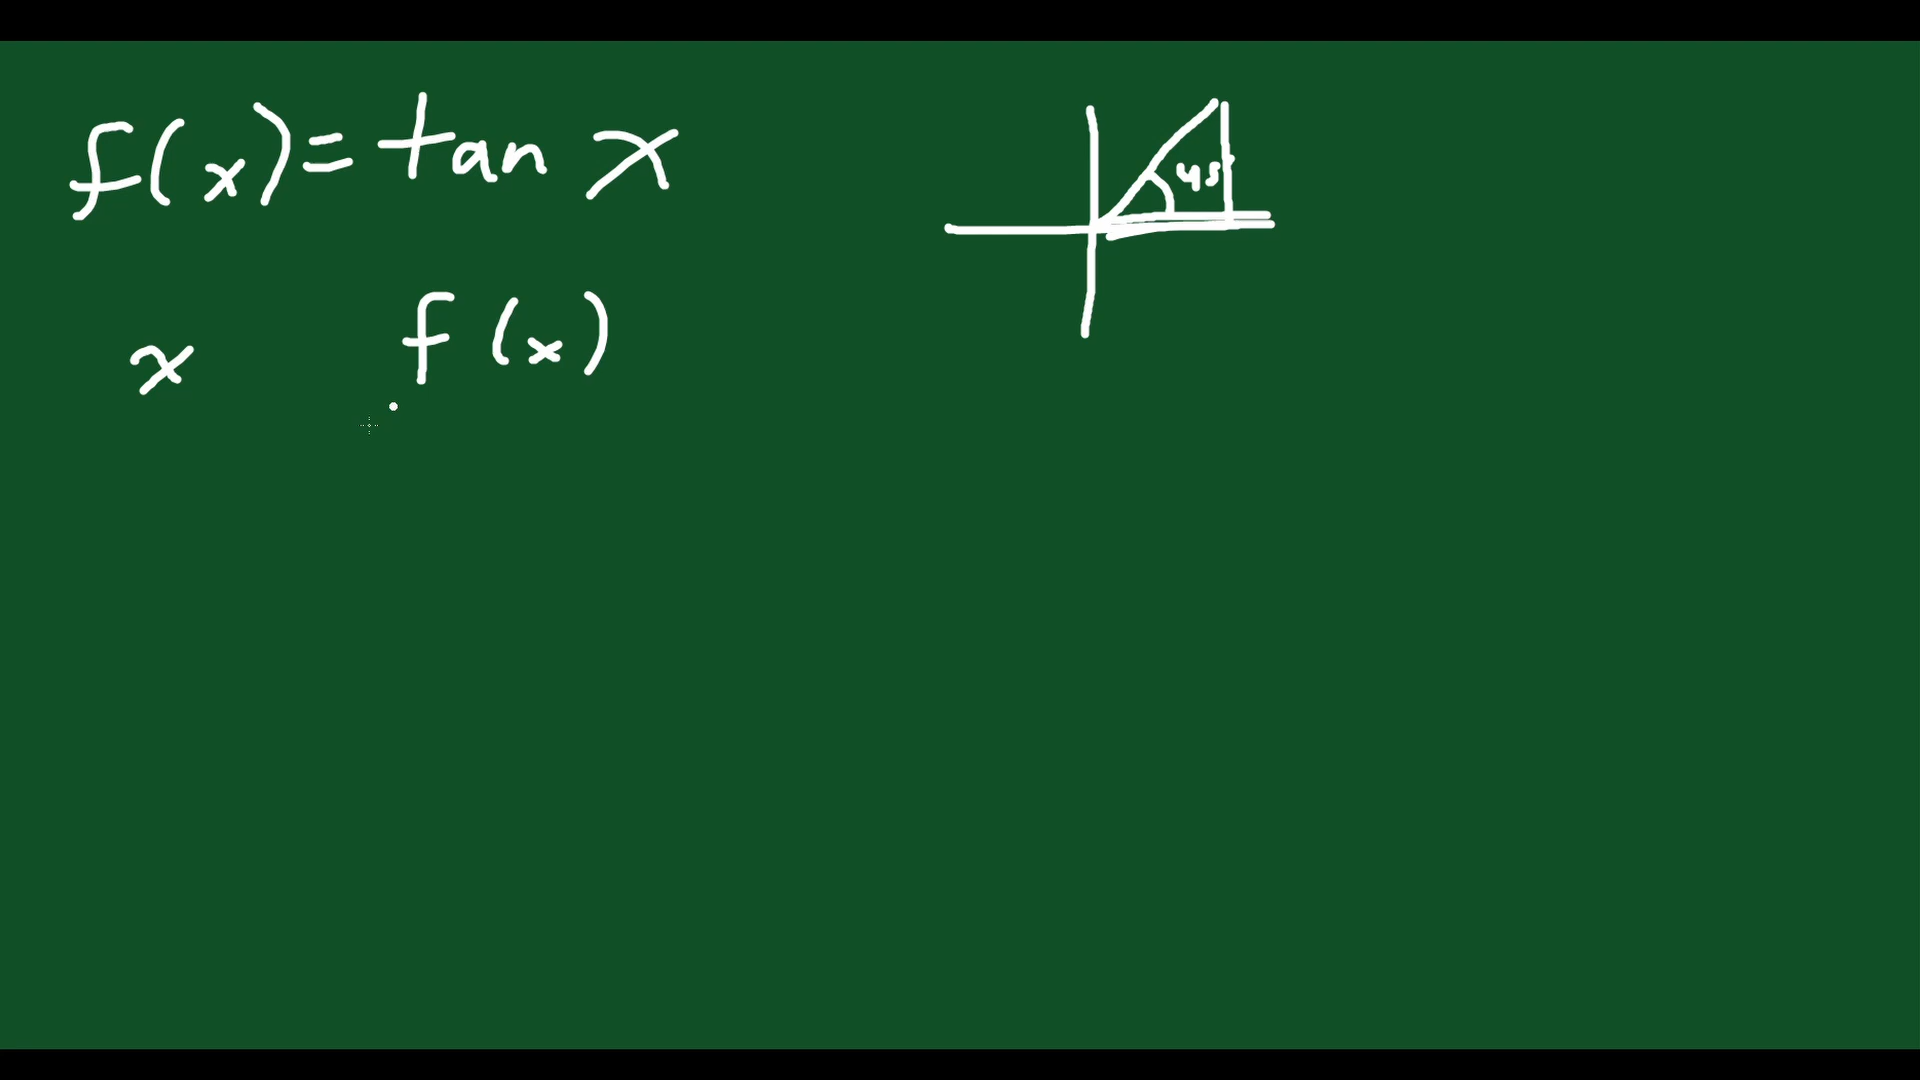 f(x) = tan x
45
x f(x)